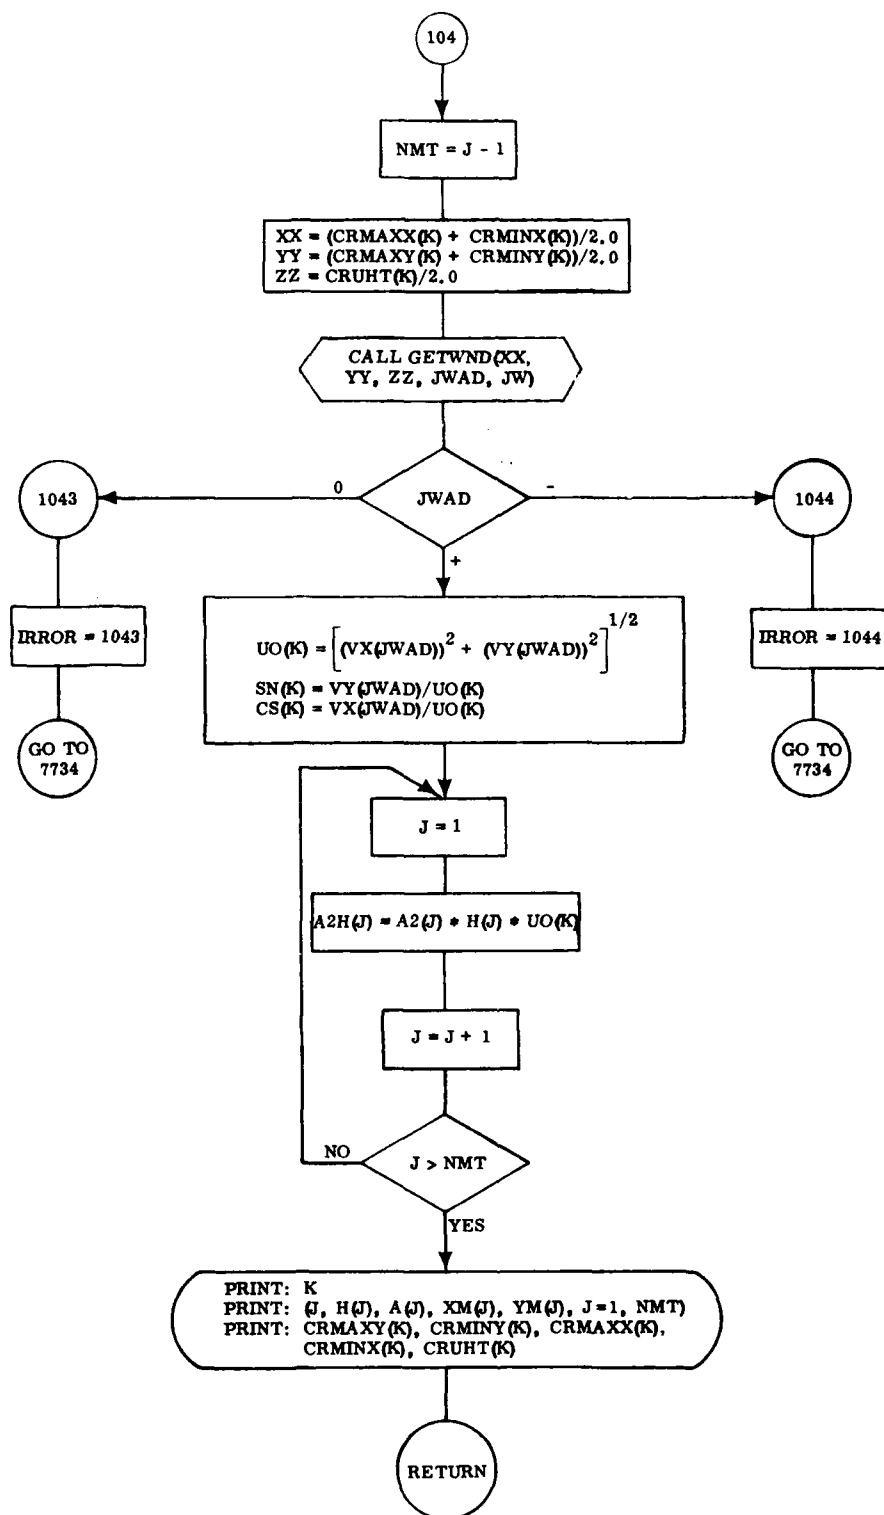 104
NMT = J - 1
XX = (CRMAXX(K) + CRMINX(K))/2.0
YY = (CRMAXY(K) + CRMINY(K))/2.0
ZZ = CRUHT(K)/2.0
CALL GETWND(XX,
YY, ZZ, JWAD, JW)
1043
0
JWAD
-
1044
+
IRROR = 1043
UO(K) = [(VX(JWAD))² + (VY(JWAD))²]^1/2
SN(K) = VY(JWAD)/UO(K)
CS(K) = VX(JWAD)/UO(K)
IRROR = 1044
GO TO
7734
GO TO
7734
J = 1
A2H(J) = A2(J) * H(J) * UO(K)
J = J + 1
NO
J > NMT
YES
PRINT: K
PRINT: (J, H(J), A(J), XM(J), YM(J), J=1, NMT)
PRINT: CRMAXY(K), CRMINY(K), CRMAXX(K),
CRMINX(K), CRUHT(K)
RETURN